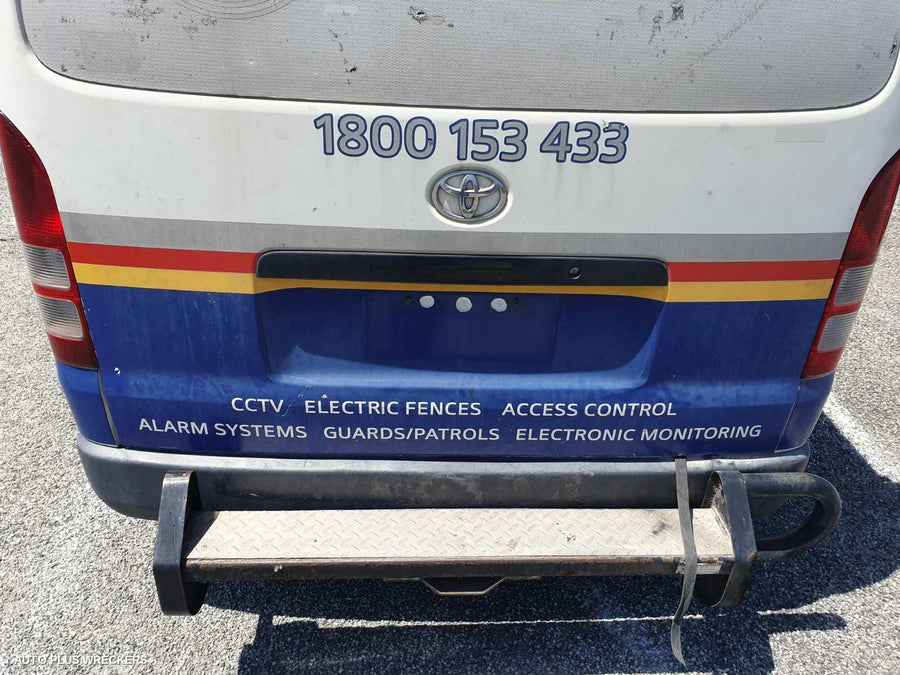 1800 153 433
CCTV ELECTRIC FENCES ACCESS CONTROL
ALARM SYSTEMS GUARDS/PATROLS ELECTRONIC MONITORING
AUTO PLUS WRECKERS